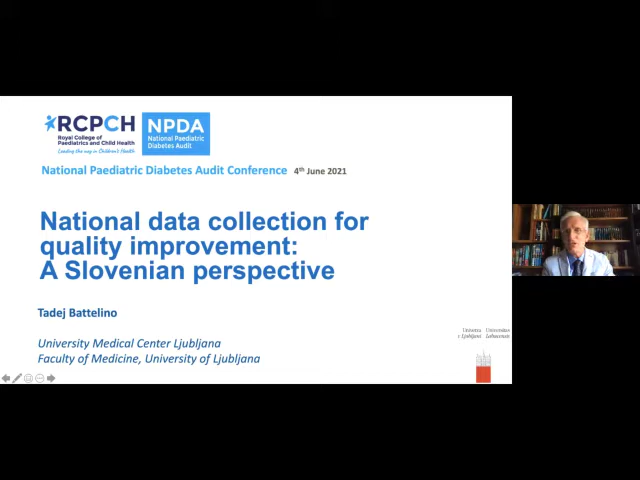 RCPCH
Royal College of
Paediatrics and Child Health
Leading the way in Children's Health
NPDA
National Paediatric
Diabetes Audit
National Paediatric Diabetes Audit Conference 4th June 2021
National data collection for
quality improvement:
A Slovenian perspective
Tadej Battelino
University Medical Center Ljubljana
Faculty of Medicine, University of Ljubljana
Univerza Universitas
v Ljubljani Labacensis